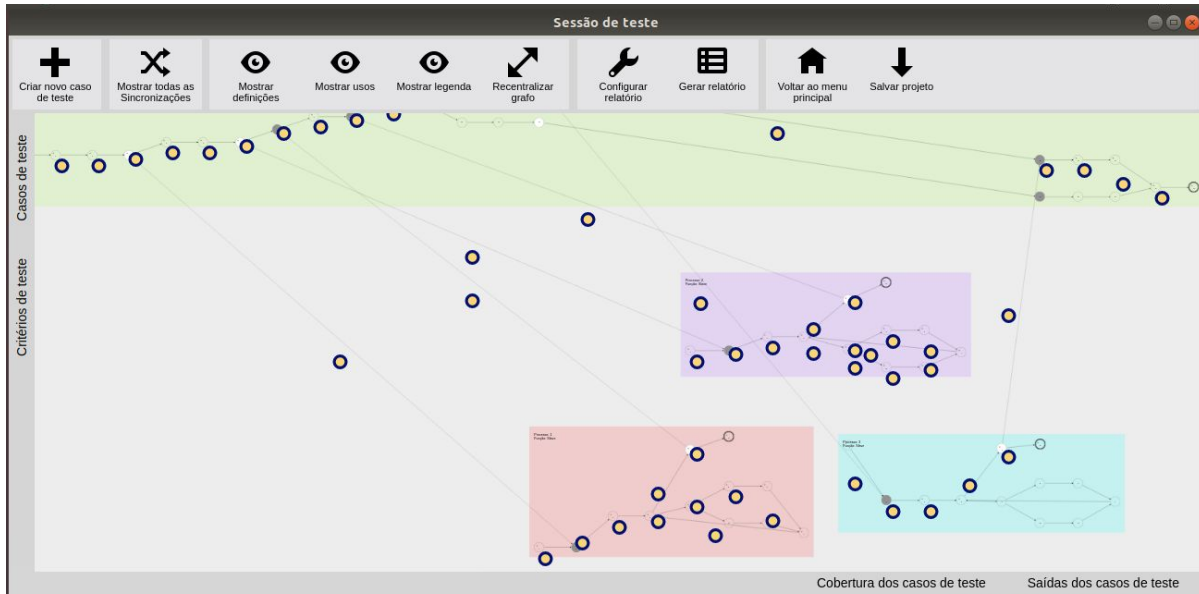 Sessão de teste
Criar novo caso
de teste
Mostrar todas as
Sincronizações
Mostrar
definições
Mostrar usos
Mostrar legenda
Recentralizar
grafo
Configurar
relatório
Gerar relatório
Voltar ao menu
principal
Salvar projeto
Casos de teste
Critérios de teste
Cobertura dos casos de teste
Saídas dos casos de teste